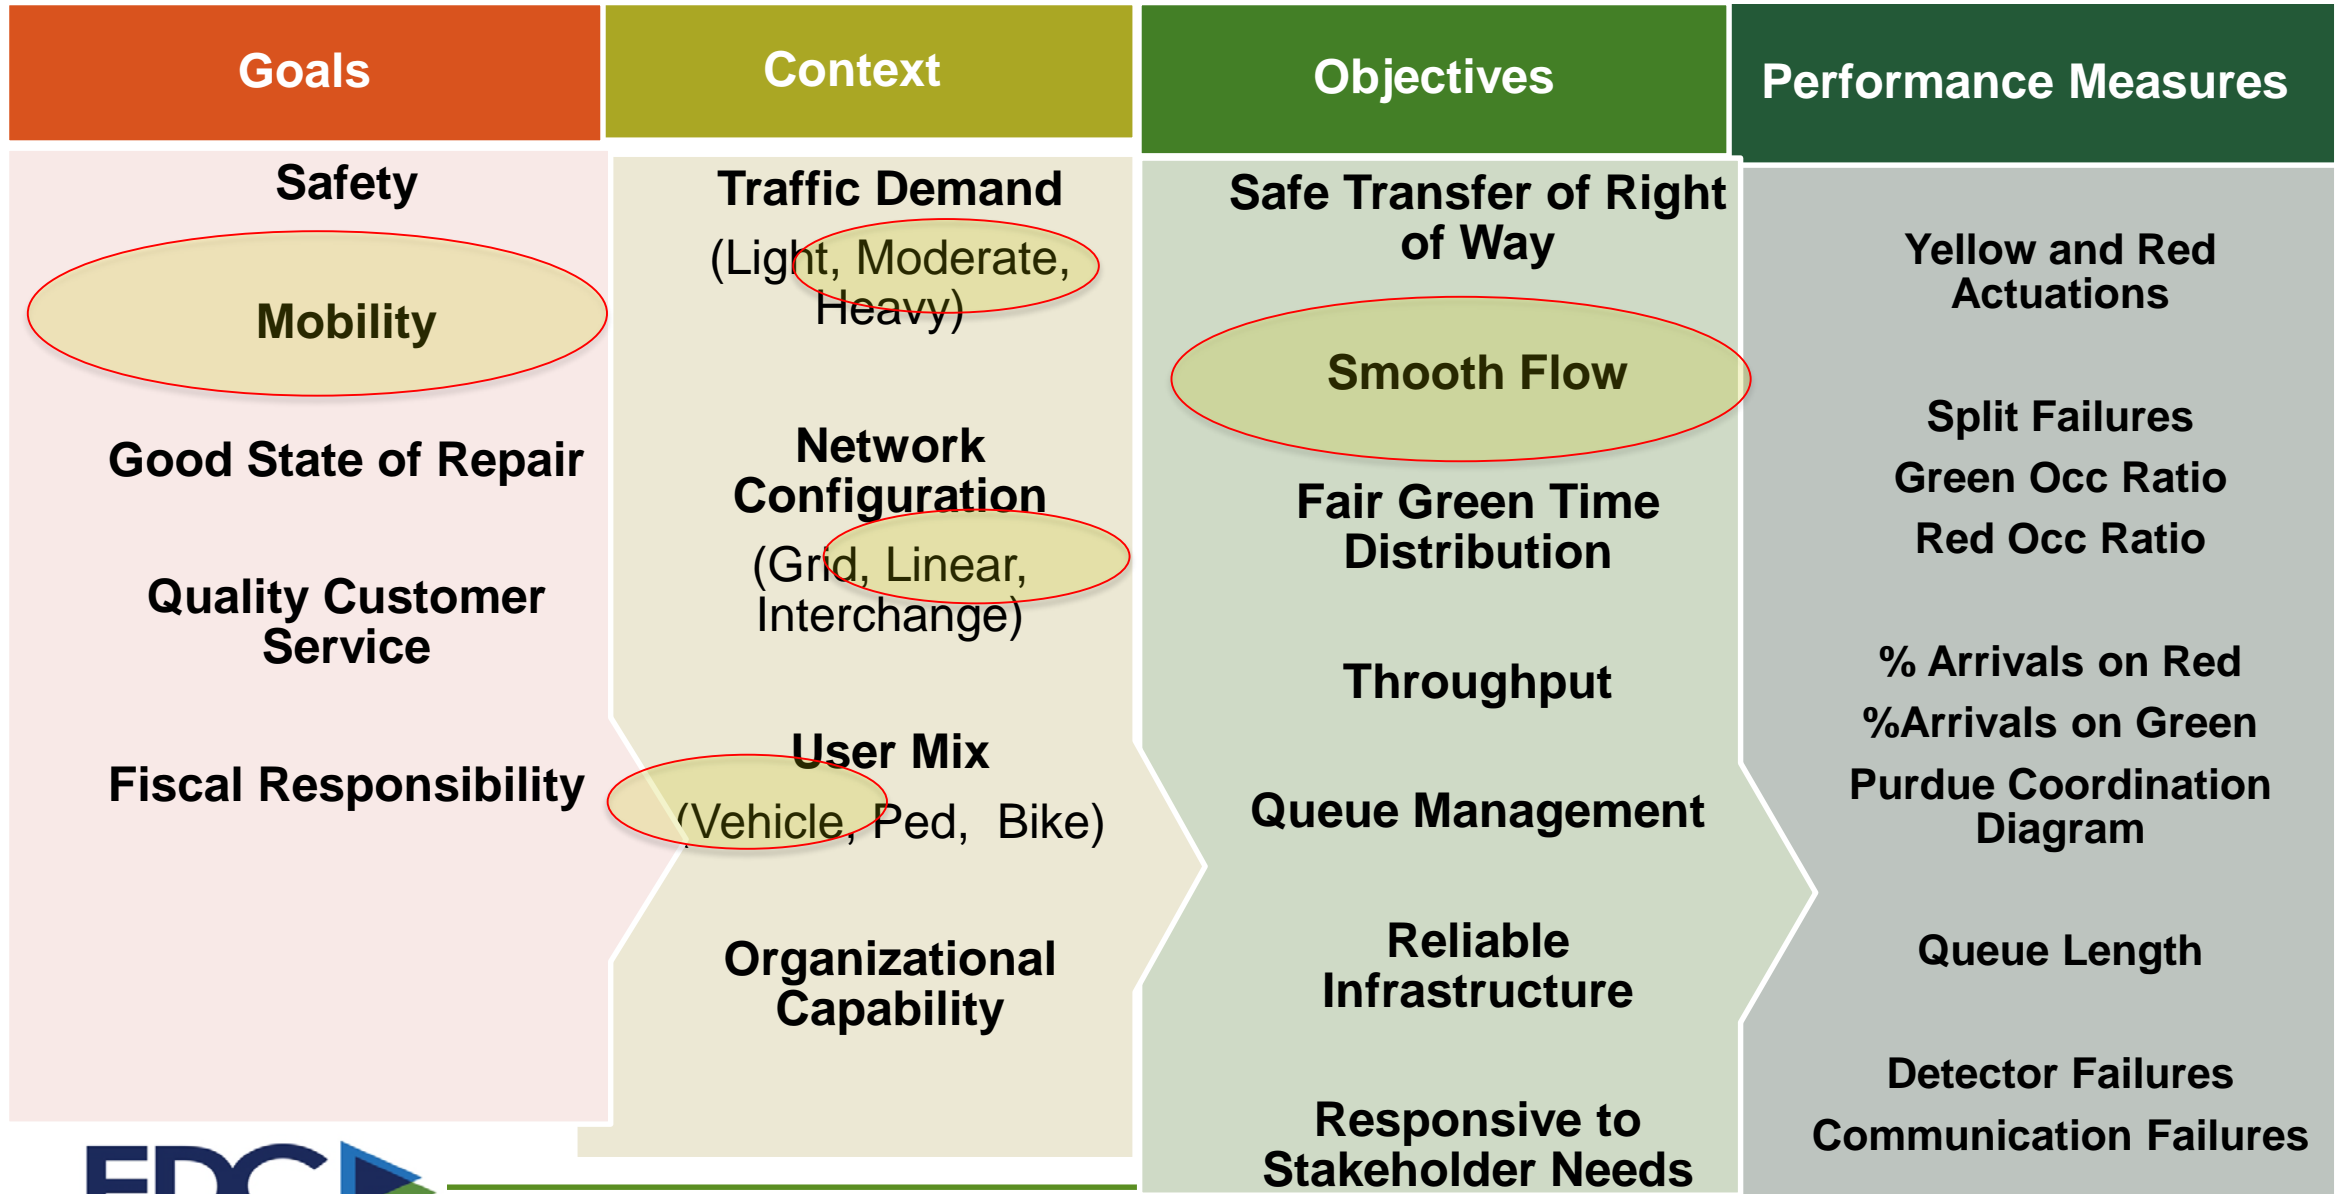 Goals
Context
Objectives
Performance Measures
Safety
Mobility
Good State of Repair
Quality Customer
Service
Fiscal Responsibility
Traffic Demand
(Light, Moderate,
Heavy)
Network
Configuration
(Grid, Linear,
Interchange)
User Mix
(Vehicle, Ped,  Bike)
Organizational
Capability
Safe Transfer of Right
of Way
Smooth Flow
Fair Green Time
Distribution
Throughput
Queue Management
Reliable
Infrastructure
Responsive to
Stakeholder Needs
Yellow and Red
Actuations
Split Failures
Green Occ Ratio
Red Occ Ratio
% Arrivals on Red
%Arrivals on Green
Purdue Coordination
Diagram
Queue Length
Detector Failures
Communication Failures
EDC